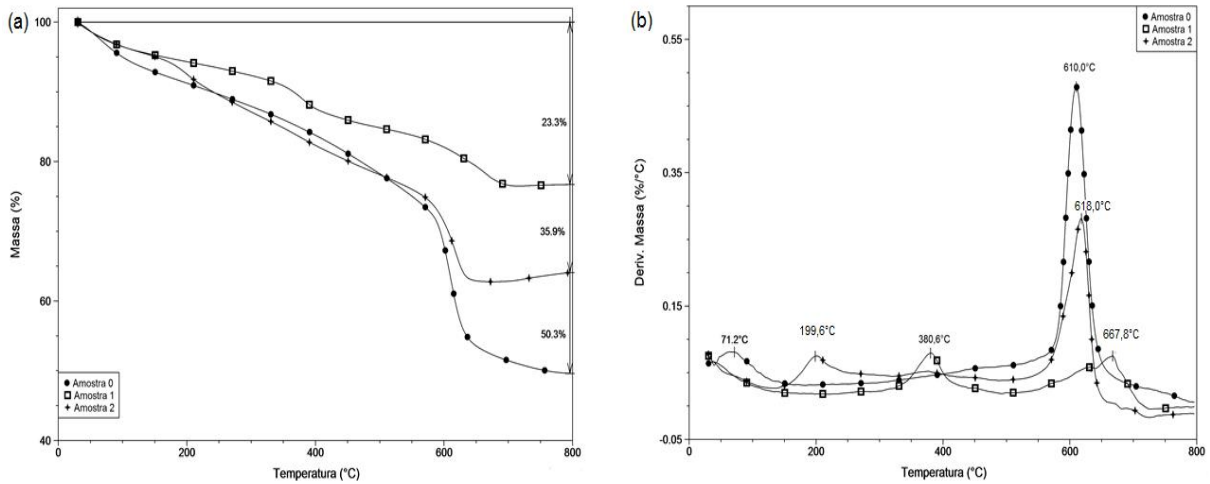 (a)
100
80
60
40
Massa (%)
23.3%
35.9%
50.3%
Amostra 0
Amostra 1
Amostra 2
0
200
400
600
800
Temperatura (°C)
(b)
0.55
0.35
0.15
-0.05
Deriv. Massa (%/°C)
Amostra 0
Amostra 1
Amostra 2
610,0°C
618,0°C
71.2°C
199,6°C
380,6°C
667,8°C
0
200
400
600
800
Temperatura (°C)